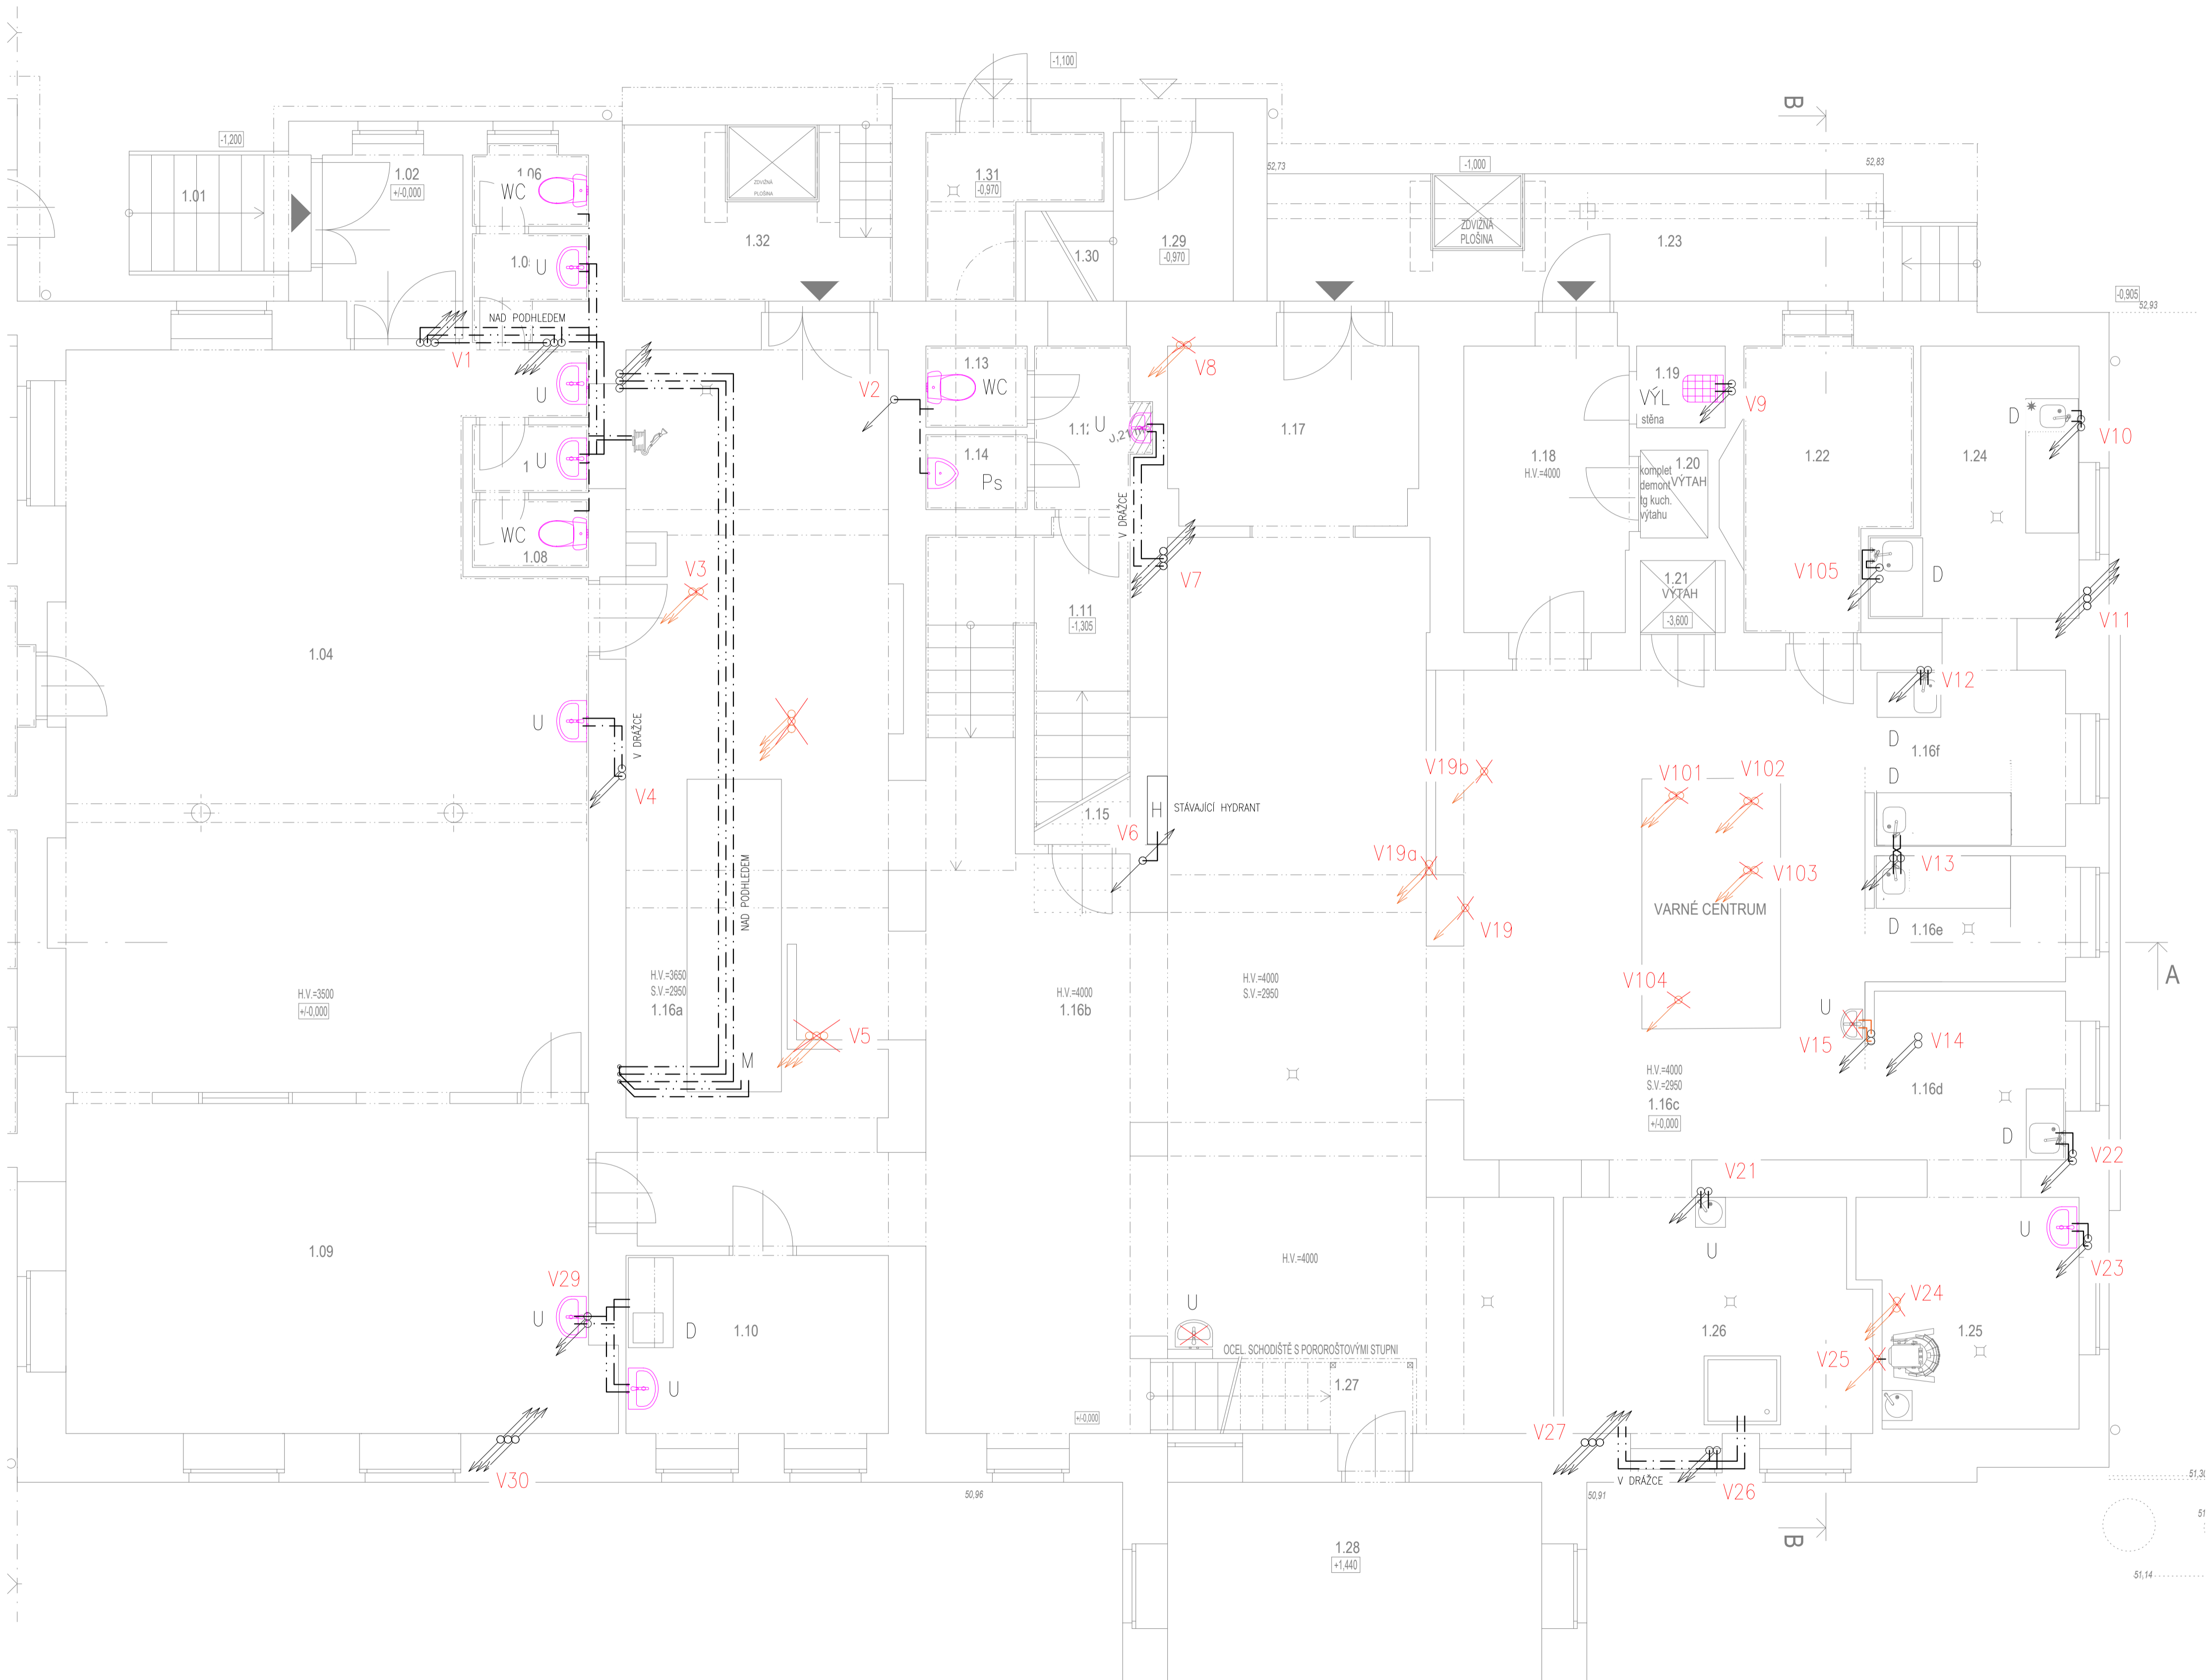 -1,100
B
-1,200
52,73
-1,000
52,83
1.01
1.02
+/-0,000
1.06
WC
ZDVIŽNÁ
PLOŠINA
1.31
-0,970
1.32
1.30
1.29
-0,970
ZDVIŽNÁ
PLOŠINA
1.23
U
-0,905
52,93
NAD PODHLEDEM
V1
U
V2
1.13
WC
V8
1.19
VÝL
stěna
V9
D
V10
U
U
1.17
1.14
Ps
1.18
H.V.=4000
1.20
VÝTAH
komplet
demont
tg kuch.
výtahu
1.22
1.24
V DRÁŽCE
WC
1.08
V3
V7
V105
D
1.21
VÝTAH
-3,600
1.11
-1,305
V11
1.04
V12
U
V DRÁŽCE
D
1.16f
V4
V19b
V101
V102
D
H
STÁVAJÍCÍ HYDRANT
1.15
V6
V19a
V13
V103
NAD PODHLEDEM
VARNÉ CENTRUM
V19
D
1.16e
A
H.V.=3500
+/-0,000
H.V.=3650
S.V.=2950
1.16a
H.V.=4000
1.16b
H.V.=4000
S.V.=2950
V104
U
V5
V15
V14
M
H.V.=4000
S.V.=2950
1.16c
+/-0,000
1.16d
D
V22
V21
1.09
H.V.=4000
U
U
V23
V29
U
D
1.10
U
V24
1.26
1.25
OCEL. SCHODIŠTĚ S POROROŠTOVÝMI STUPNI
V25
U
1.27
+/-0,000
V27
V30
V DRÁŽCE
V26
50,96
50,91
51,30
B
1.28
+1,440
51,14